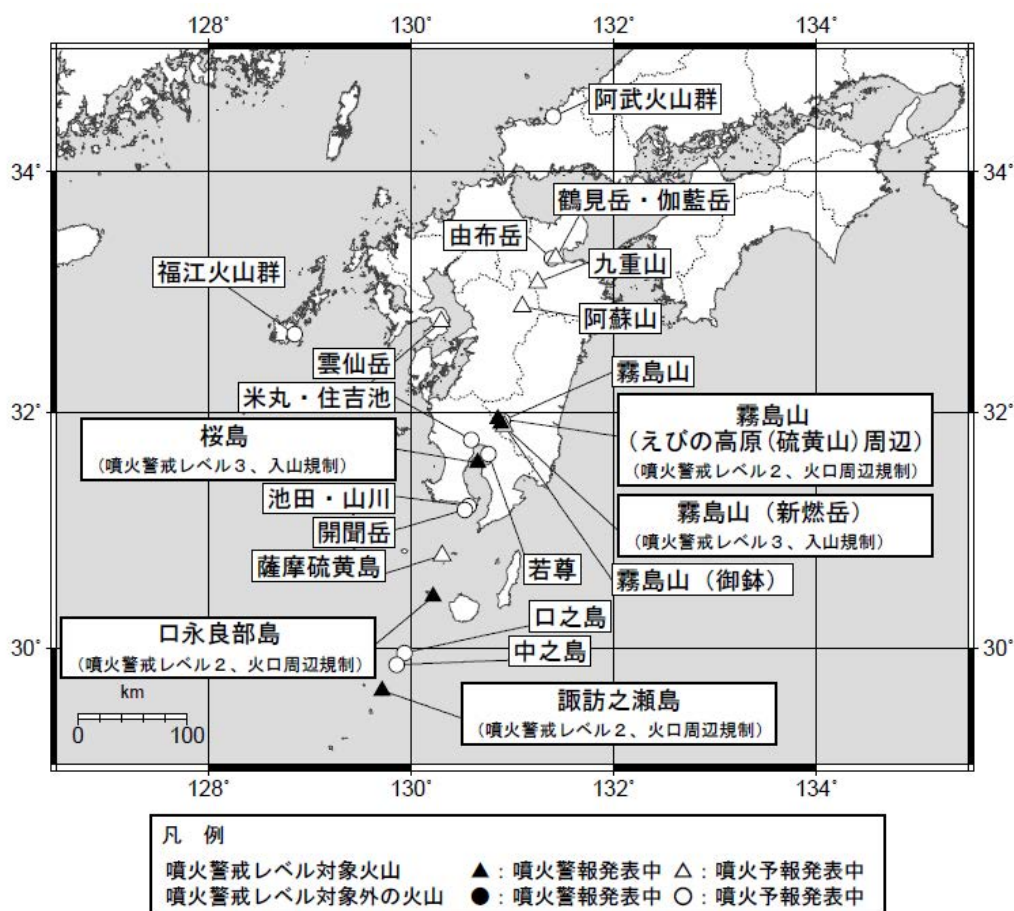 128° 130° 132° 134°
阿武火山群
34° 34°
鶴見岳・伽藍岳
由布岳
九重山
福江火山群
阿蘇山
雲仙岳
霧島山
米丸・住吉池
32° 32°
霧島山
(えびの高原(硫黄山)周辺)
(噴火警戒レベル2、火口周辺規制)
桜島
(噴火警戒レベル3、入山規制)
池田・山川
霧島山(新燃岳)
(噴火警戒レベル3、入山規制)
開聞岳
薩摩硫黄島
若尊
霧島山(御鉢)
口之島
口永良部島
(噴火警戒レベル2、火口周辺規制)
30° 30°
中之島
諏訪之瀬島
(噴火警戒レベル2、火口周辺規制)
km
0 100
128° 130° 132° 134°
凡 例
噴火警戒レベル対象火山 ▲:噴火警報発表中 △:噴火予報発表中
噴火警戒レベル対象外の火山 ●:噴火警報発表中 ○:噴火予報発表中